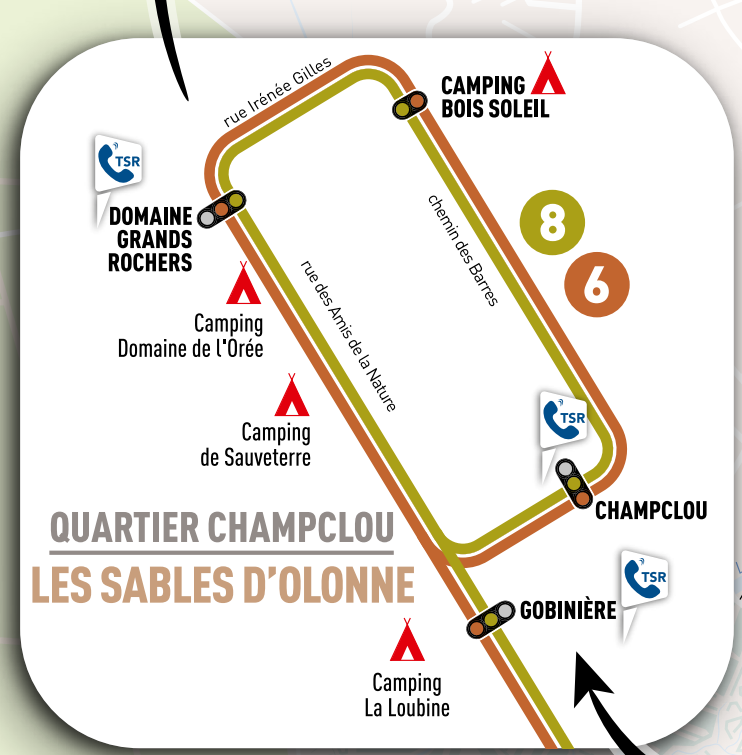 rue Irénée Gilles
CAMPING
BOIS SOLEIL
TSR
DOMAINE
GRANDS
ROCHERS
chemin des Barres
8
6
rue des Amis de la Nature
Camping
Domaine de l'Orée
Camping
de Sauveterre
TSR
CHAMPCLOU
QUARTIER CHAMPCLOU
LES SABLES D'OLONNE
GOBINIÈRE
TSR
Camping
La Loubine